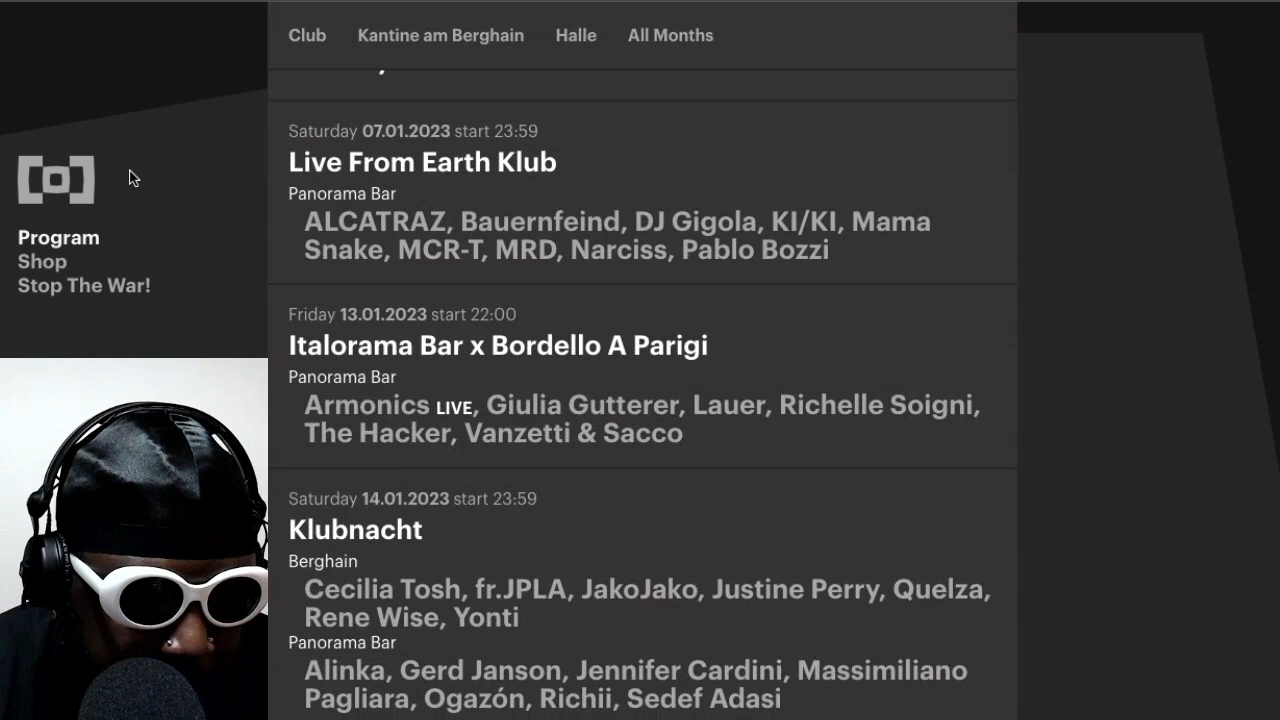 Club Kantine am Berghain Halle All Months
Saturday 07.01.2023 start 23:59
Live From Earth Klub
Panorama Bar
ALCATRAZ, Bauernfeind, DJ Gigola, KI/KI, Mama
Snake, MCR-T, MRD, Narciss, Pablo Bozzi
Program
Shop
Stop The War!
Friday 13.01.2023 start 22:00
Italorama Bar x Bordello A Parigi
Panorama Bar
Armonics LIVE, Giulia Gutterer, Lauer, Richelle Soigni,
The Hacker, Vanzetti & Sacco
Saturday 14.01.2023 start 23:59
Klubnacht
Berghain
Cecilia Tosh, fr.JPLA, JakoJako, Justine Perry, Quelza,
Rene Wise, Yonti
Panorama Bar
Alinka, Gerd Janson, Jennifer Cardini, Massimiliano
Pagliara, Ogazón, Richii, Sedef Adasi